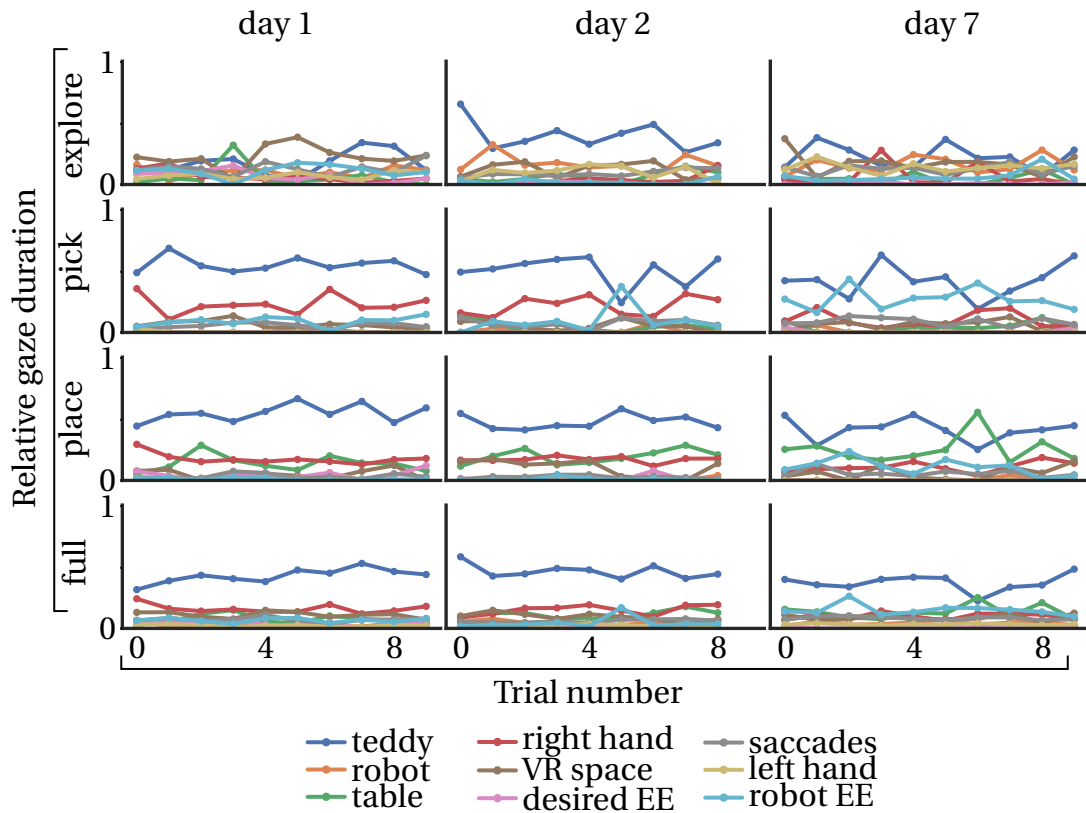 day 1 day 2 day 7
Relative gaze duration
explore
1
0
pick
1
0
place
1
0
full
1
0
0 4 8 0 4 8 0 4 8
Trial number
teddy right hand saccades
robot VR space left hand
table desired EE robot EE